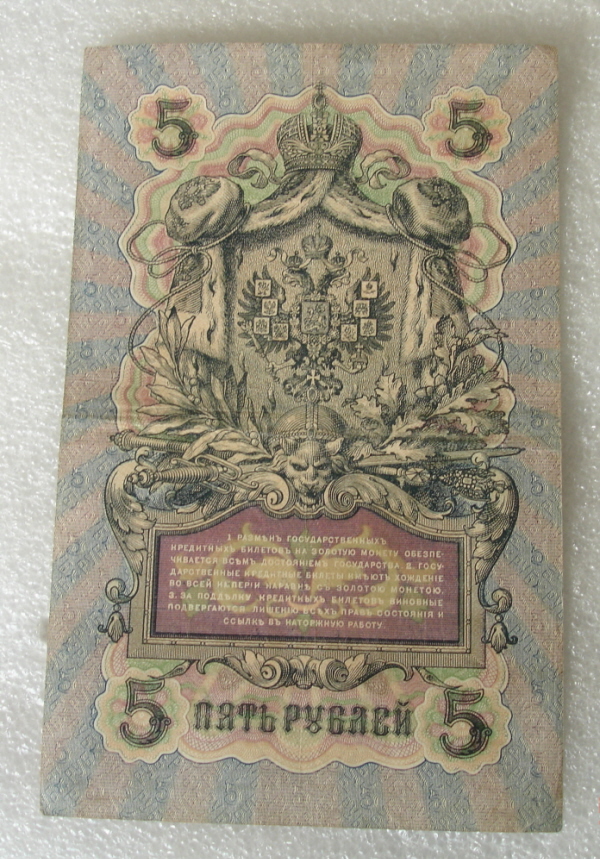 5 5
1. РАЗМѢНЪ ГОСУДАРСТВЕННЫХЪ
КРЕДИТНЫХЪ БИЛЕТОВЪ НА ЗОЛОТУЮ МОНЕТУ ОБЕЗПЕ-
ЧИВАЕТСЯ ВСѢМЪ ДОСТОЯНІЕМЪ ГОСУДАРСТВА. 2. ГОСУ-
ДАРСТВЕННЫЕ КРЕДИТНЫЕ БИЛЕТЫ ИМѢЮТЪ ХОЖДЕНІЕ
ВО ВСЕЙ ИМПЕРІИ НАРАВНѢ СЪ ЗОЛОТОЮ МОНЕТОЮ.
3. ЗА ПОДДѢЛКУ КРЕДИТНЫХЪ БИЛЕТОВЪ ВИНОВНЫЕ
ПОДВЕРГАЮТСЯ ЛИШЕНІЮ ВСѢХЪ ПРАВЪ СОСТОЯНІЯ И
ССЫЛКѢ ВЪ КАТОРЖНУЮ РАБОТУ.
5 ПЯТЬ РУБЛЕЙ 5